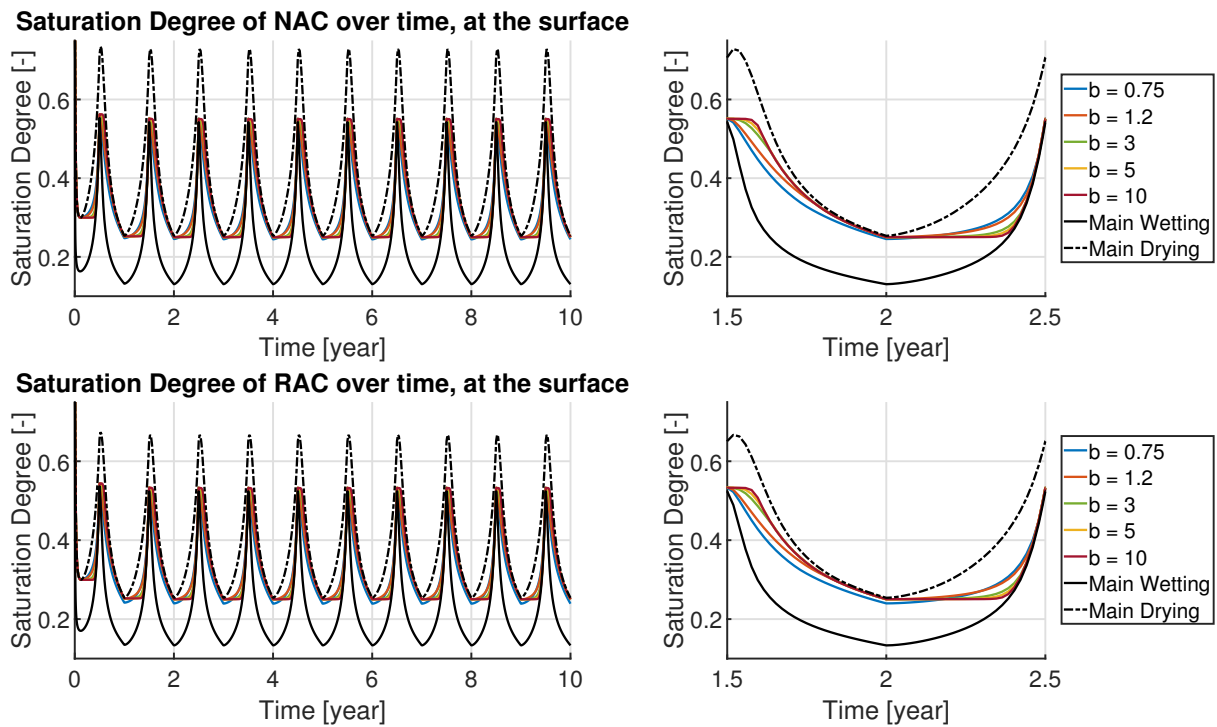 Saturation Degree of NAC over time, at the surface
Saturation Degree [-]
0.6
0.4
0.2
0 2 4 6 8 10
Time [year]
Saturation Degree [-]
0.6
0.4
0.2
1.5 2 2.5
Time [year]
b = 0.75
b = 1.2
b = 3
b = 5
b = 10
Main Wetting
Main Drying
Saturation Degree of RAC over time, at the surface
Saturation Degree [-]
0.6
0.4
0.2
0 2 4 6 8 10
Time [year]
Saturation Degree [-]
0.6
0.4
0.2
1.5 2 2.5
Time [year]
b = 0.75
b = 1.2
b = 3
b = 5
b = 10
Main Wetting
Main Drying